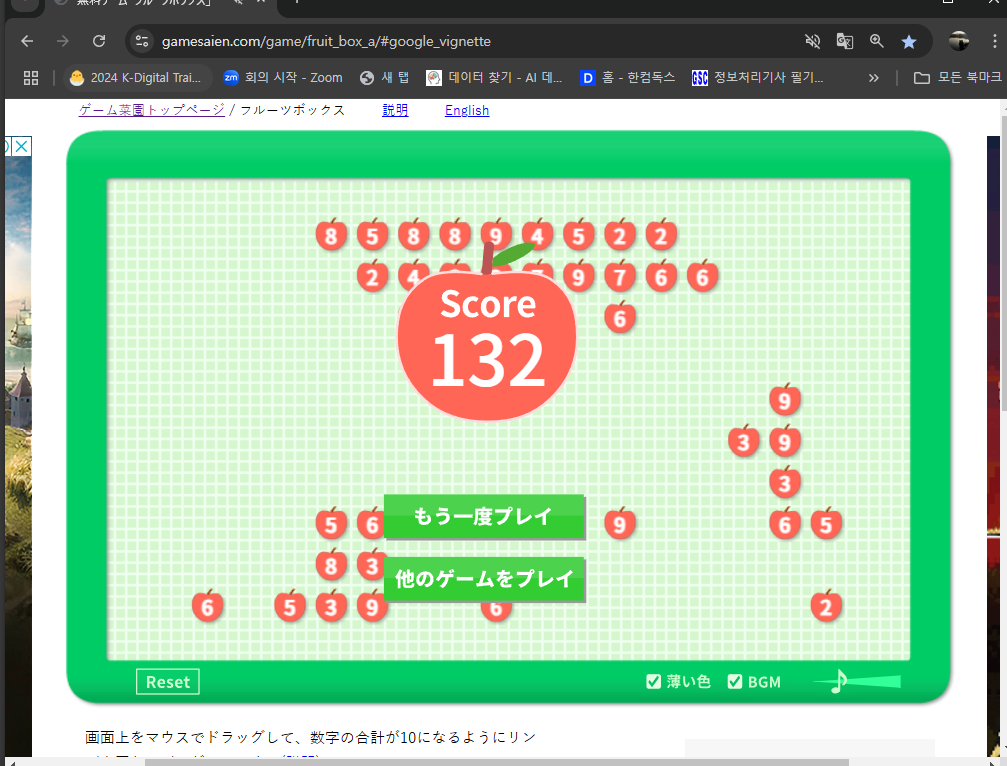 gamesaien.com/game/fruit_box_a/#google_vignette
2024 K-Digital Trai...
zm 회의 시작 - Zoom
새 탭
데이터 찾기 - AI 데...
D 홈 - 한컴독스
GSC 정보처리기사 필기...
»
모든 북마크
ゲーム菜園トップページ / フルーツボックス 説明 English
8 5 8 8 9 4 5 2 2
2 4 9 7 6 6
Score
6
132
9
3 9
3
5 6 9 6 5
もう一度プレイ
8 3
他のゲームをプレイ
6 5 3 9 6 2
Reset 薄い色 BGM
画面上をマウスでドラッグして、数字の合計が10になるようにリン